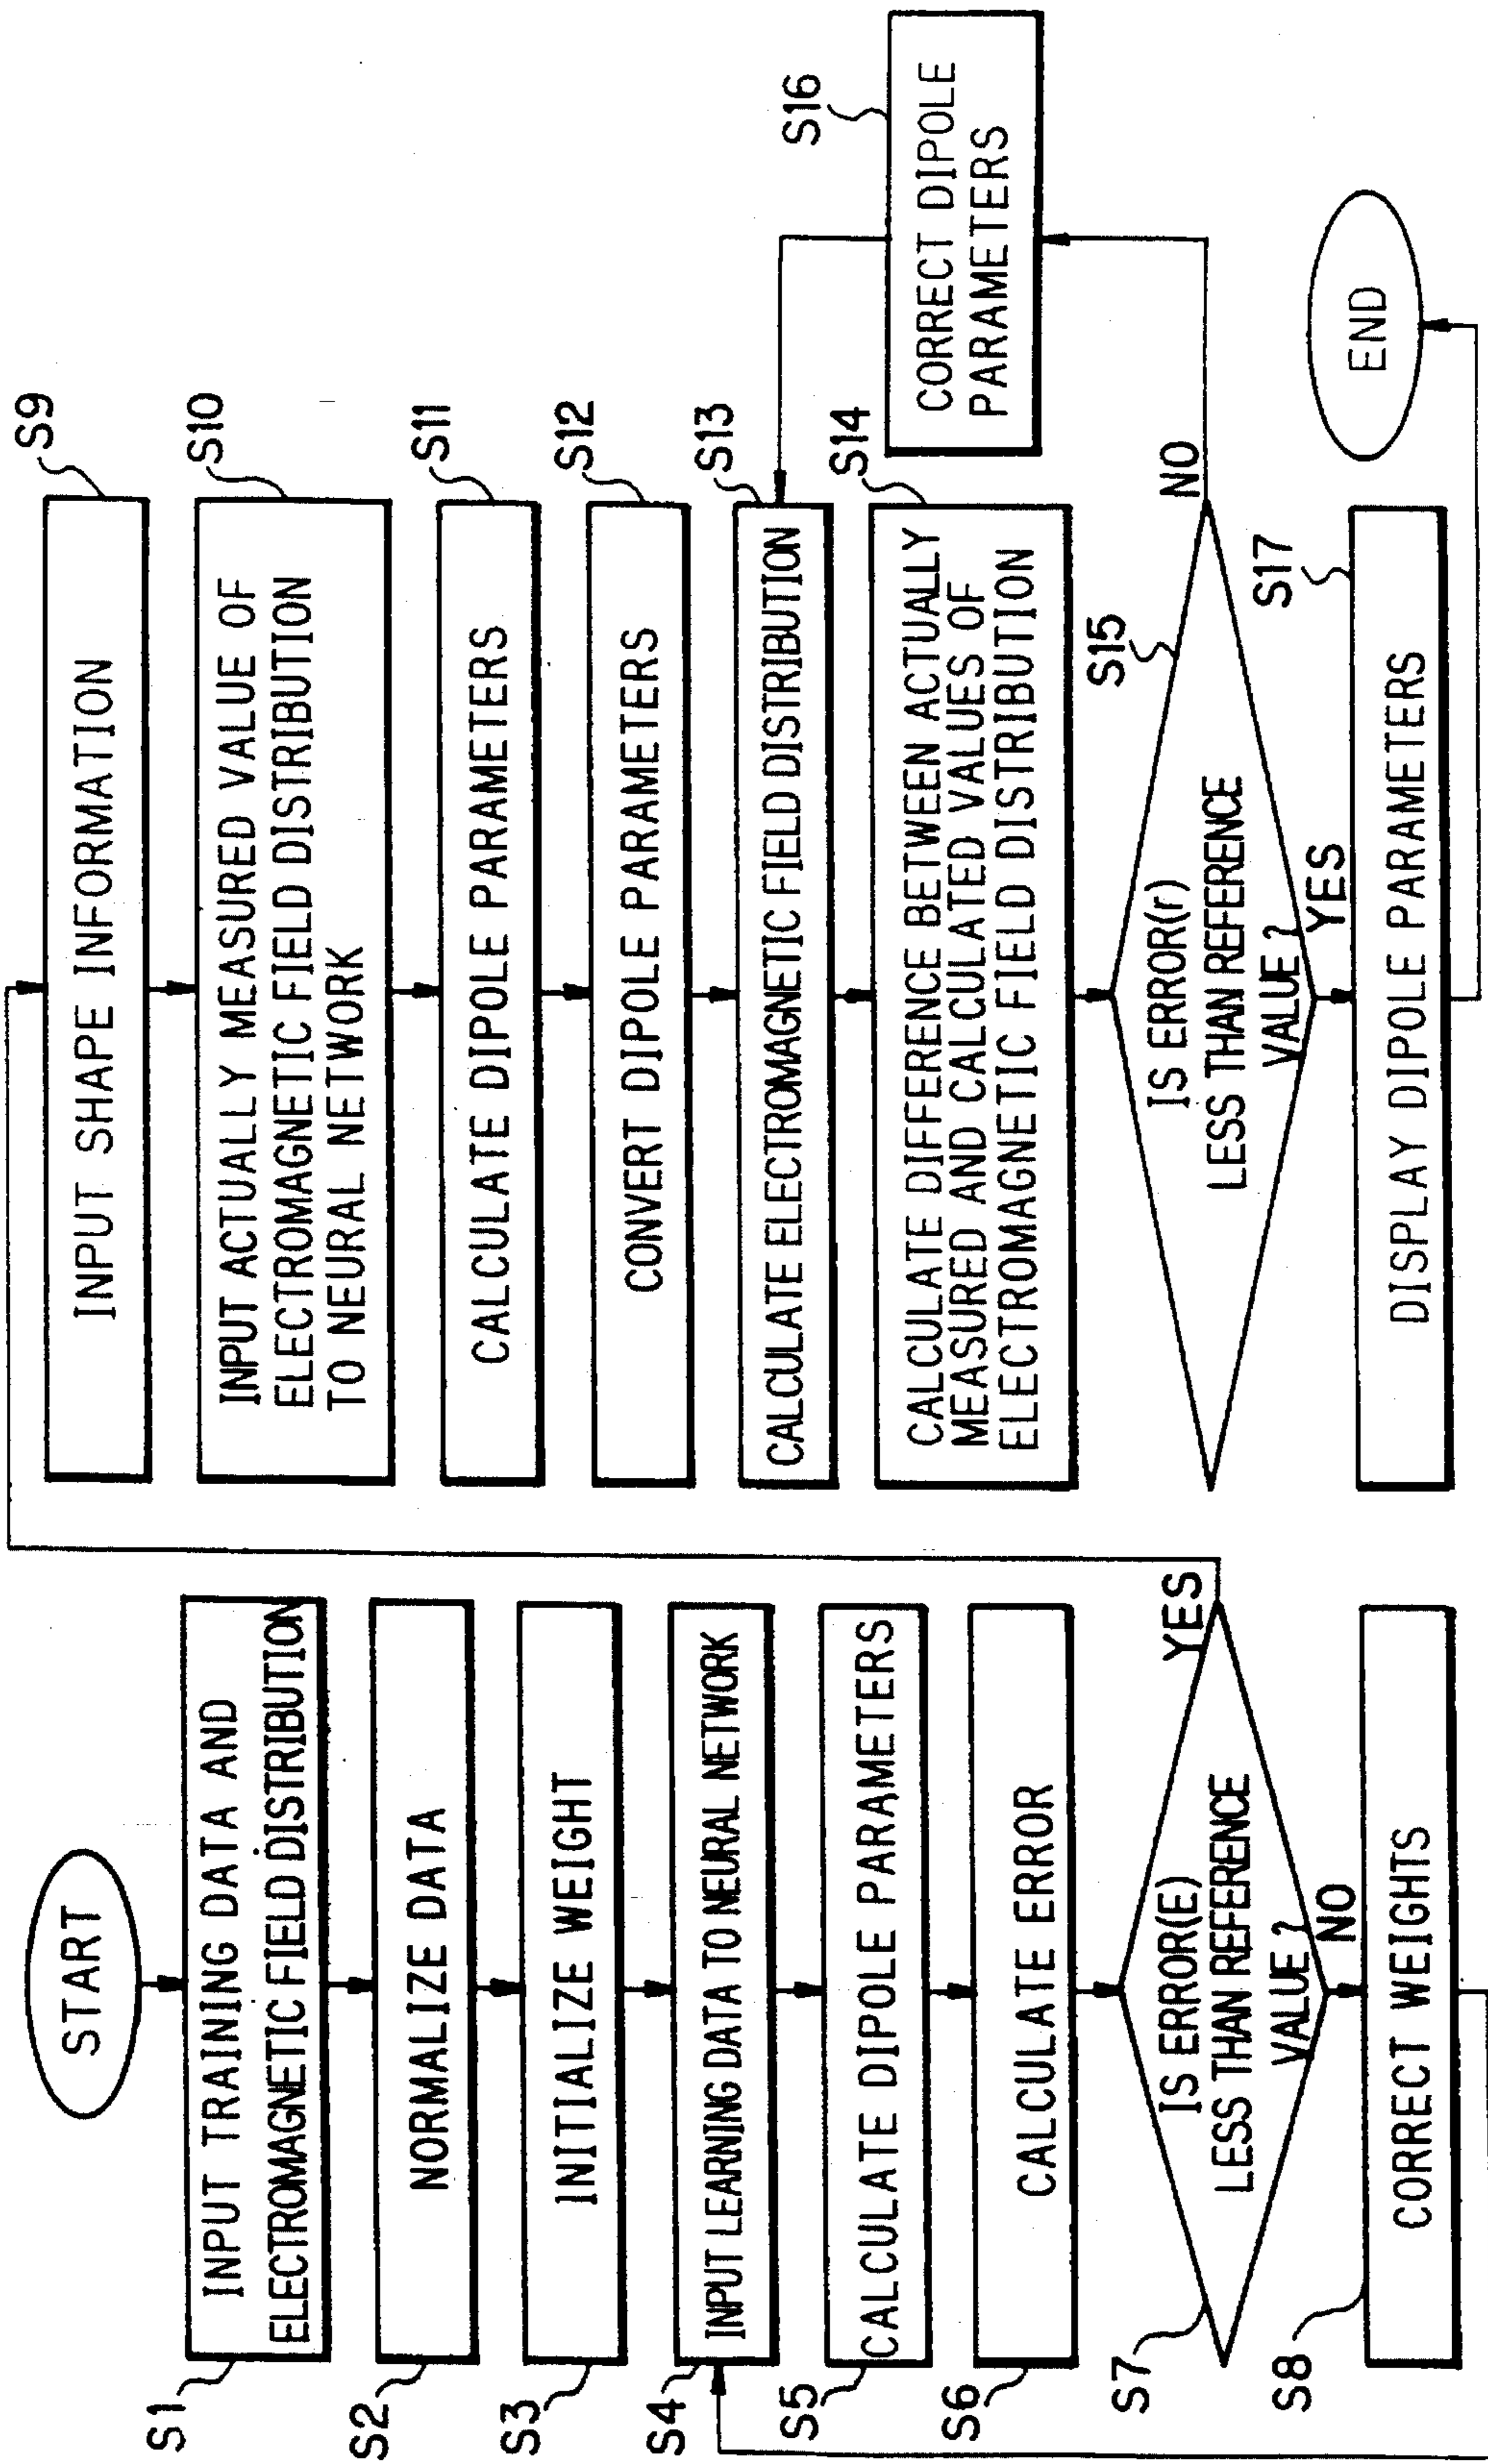 START
S1
INPUT TRAINING DATA AND
ELECTROMAGNETIC FIELD DISTRIBUTION
S2
NORMALIZE DATA
S3
INITIALIZE WEIGHT
S4
INPUT LEARNING DATA TO NEURAL NETWORK
S5
CALCULATE DIPOLE PARAMETERS
S6
CALCULATE ERROR
S7
IS ERROR(E)
LESS THAN REFERENCE
VALUE?
YES
NO
S8
CORRECT WEIGHTS
S9
INPUT SHAPE INFORMATION
S10
INPUT ACTUALLY MEASURED VALUE OF
ELECTROMAGNETIC FIELD DISTRIBUTION
TO NEURAL NETWORK
S11
CALCULATE DIPOLE PARAMETERS
S12
CONVERT DIPOLE PARAMETERS
S13
CALCULATE ELECTROMAGNETIC FIELD DISTRIBUTION
S14
CALCULATE DIFFERENCE BETWEEN ACTUALLY
MEASURED AND CALCULATED VALUES OF
ELECTROMAGNETIC FIELD DISTRIBUTION
S15
IS ERROR(r)
LESS THAN REFERENCE
VALUE?
NO
YES
S16
CORRECT DIPOLE
PARAMETERS
S17
DISPLAY DIPOLE PARAMETERS
END